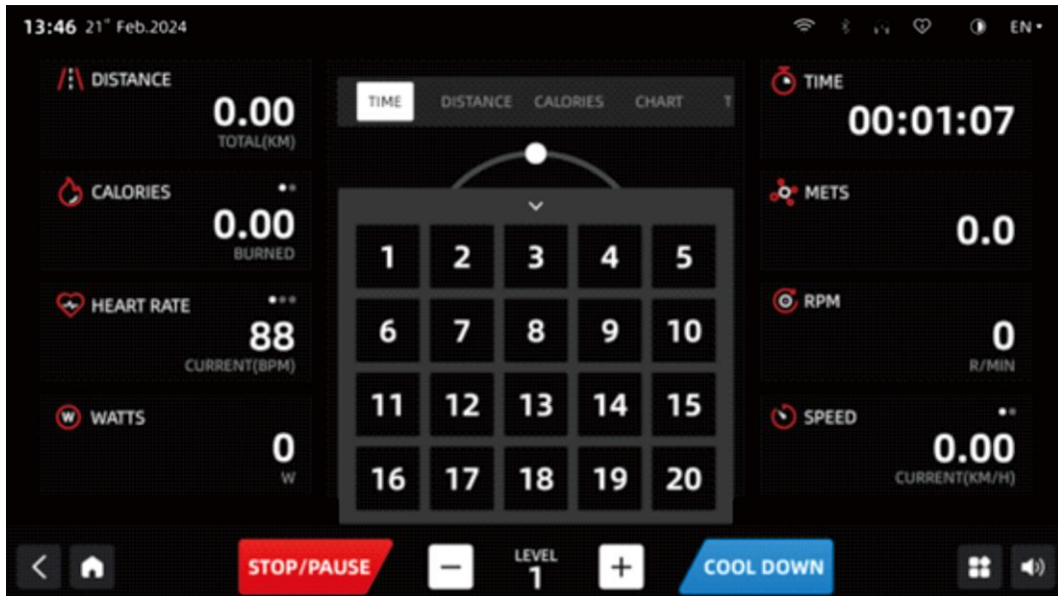 13:46 21st Feb.2024
EN
DISTANCE
0.00
TOTAL(KM)
CALORIES
0.00
BURNED
HEART RATE
88
CURRENT(BPM)
W WATTS
0
W
TIME DISTANCE CALORIES CHART T
1 2 3 4 5
6 7 8 9 10
11 12 13 14 15
16 17 18 19 20
TIME
00:01:07
METS
0.0
RPM
0
R/MIN
SPEED
0.00
CURRENT(KM/H)
STOP/PAUSE
LEVEL
1
COOL DOWN